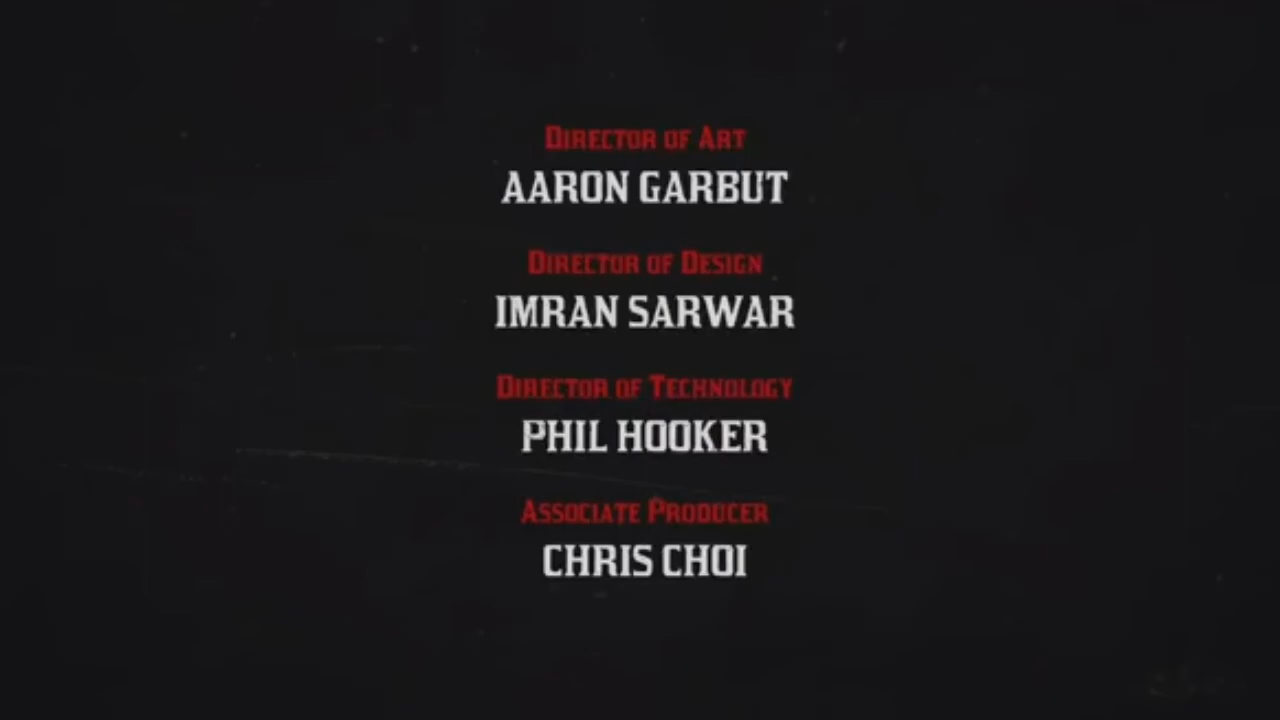 Director of Art
AARON GARBUT
Director of Design
IMRAN SARWAR
Director of Technology
PHIL HOOKER
Associate Producer
CHRIS CHOI